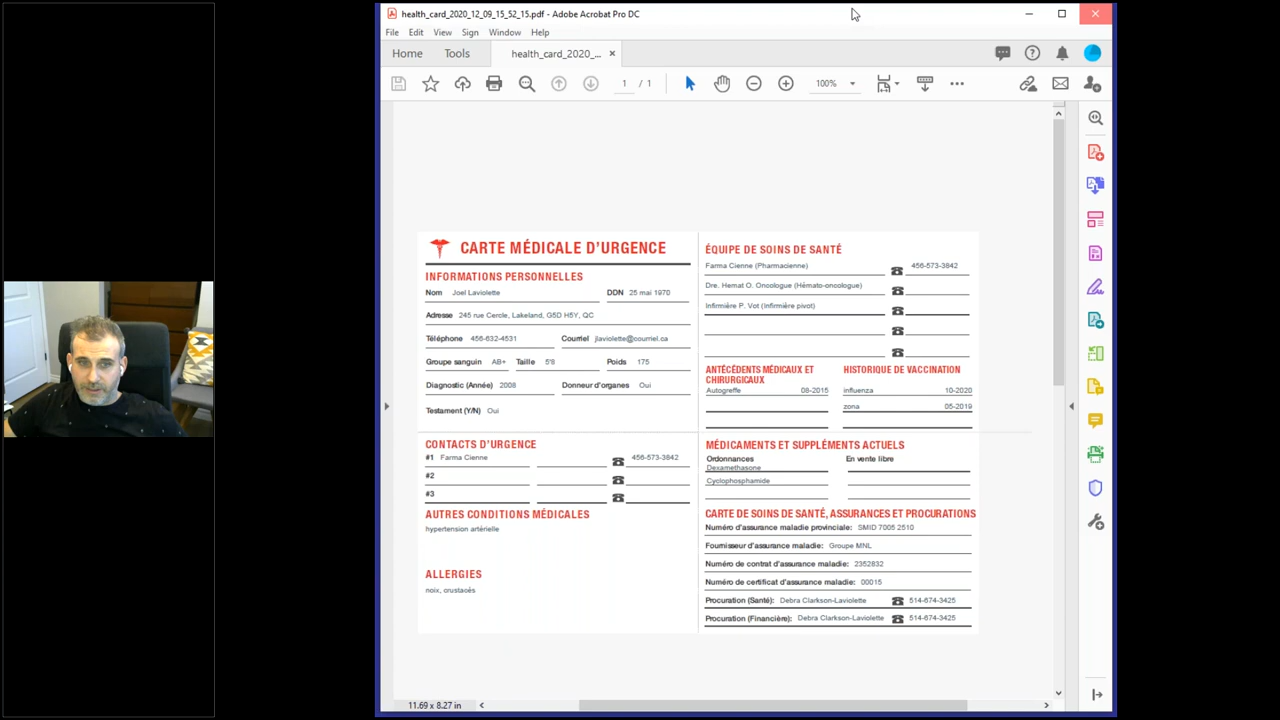 health_card_2020_12_09_15_52_15.pdf - Adobe Acrobat Pro DC
File Edit View Sign Window Help
Home Tools health_card_2020_... ×
1 / 1 100%
CARTE MÉDICALE D'URGENCE
INFORMATIONS PERSONNELLES
Nom Joel Laviolette DDN 25 mai 1970
Adresse 245 rue Cercle, Lakeland, G5D H5Y, QC
Téléphone 456-632-4531 Courriel jlaviolette@courriel.ca
Groupe sanguin AB+ Taille 5'8 Poids 175
Diagnostic (Année) 2008 Donneur d'organes Oui
Testament (Y/N) Oui
CONTACTS D'URGENCE
#1 Farma Cienne 456-573-3842
#2
#3
AUTRES CONDITIONS MÉDICALES
hypertension artérielle
ALLERGIES
noix, crustacés
ÉQUIPE DE SOINS DE SANTÉ
Farma Cienne (Pharmacienne) 456-573-3842
Dre. Hemat O. Oncologue (Hémato-oncologue)
Infirmière P. Vot (Infirmière pivot)
ANTÉCÉDENTS MÉDICAUX ET
CHIRURGICAUX
Autogreffe 08-2015
HISTORIQUE DE VACCINATION
influenza 10-2020
zona 05-2019
MÉDICAMENTS ET SUPPLÉMENTS ACTUELS
Ordonnances En vente libre
Dexamethasone
Cyclophosphamide
CARTE DE SOINS DE SANTÉ, ASSURANCES ET PROCURATIONS
Numéro d'assurance maladie provinciale: SMID 7005 2510
Fournisseur d'assurance maladie: Groupe MNL
Numéro de contrat d'assurance maladie: 2352832
Numéro de certificat d'assurance maladie: 00015
Procuration (Santé): Debra Clarkson-Laviolette 514-674-3425
Procuration (Financière): Debra Clarkson-Laviolette 514-674-3425
11.69 x 8.27 in